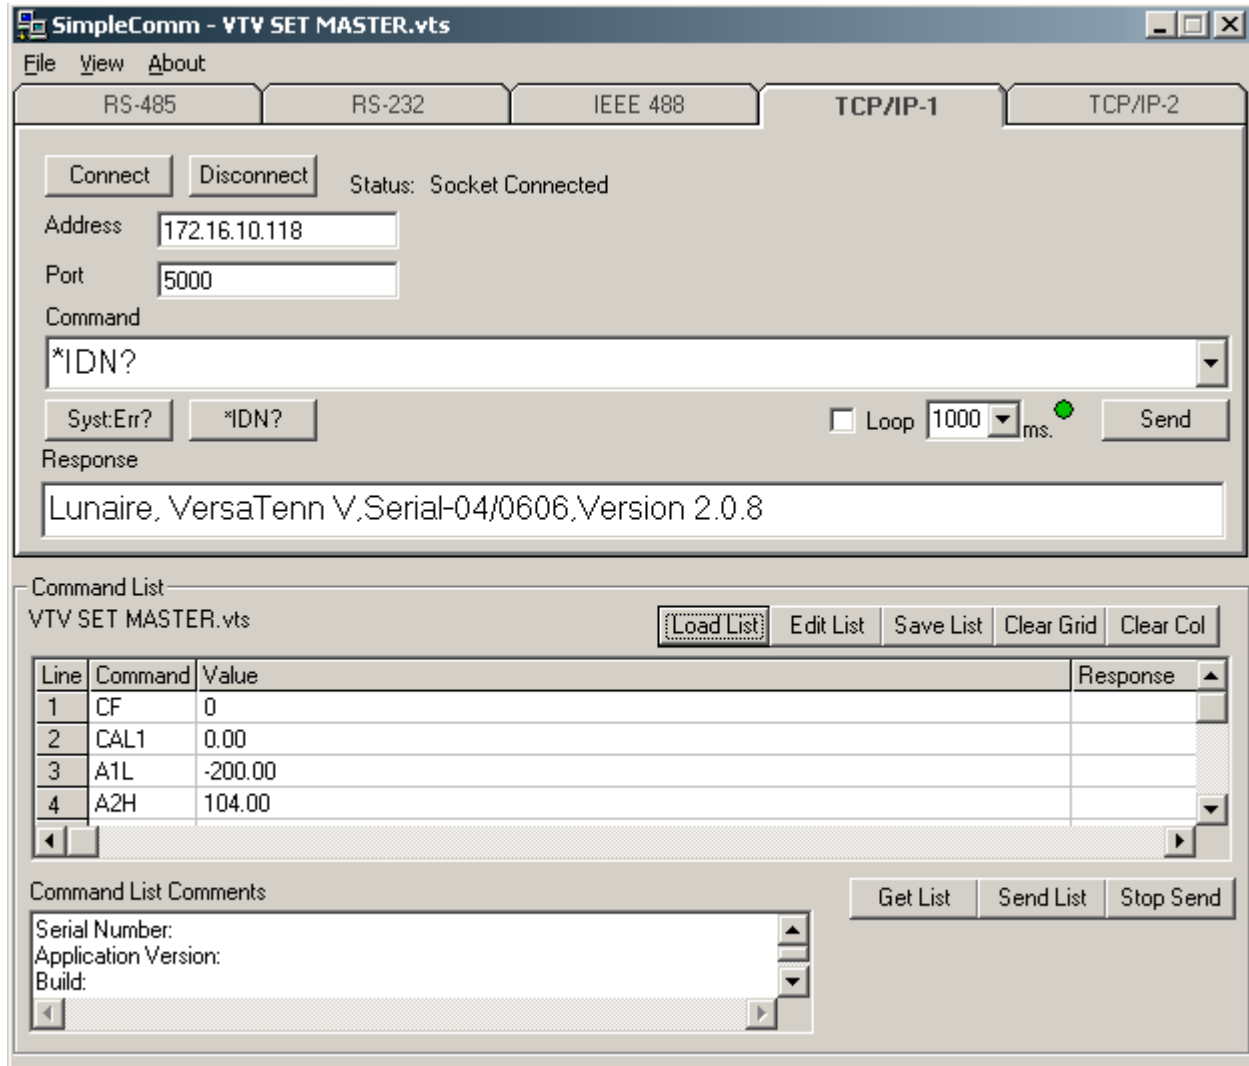 SimpleComm - VTV SET MASTER.vts
File View About
RS-485 RS-232 IEEE 488 TCP/IP-1 TCP/IP-2
Connect Disconnect Status: Socket Connected
Address 172.16.10.118
Port 5000
Command
*IDN?
Syst:Err? *IDN? Loop 1000 ms. Send
Response
Lunaire, VersaTenn V,Serial-04/0606,Version 2.0.8
Command List
VTV SET MASTER.vts
Load List Edit List Save List Clear Grid Clear Col
Line Command Value Response
1 CF 0
2 CAL1 0.00
3 A1L -200.00
4 A2H 104.00
Command List Comments
Get List Send List Stop Send
Serial Number:
Application Version:
Build: